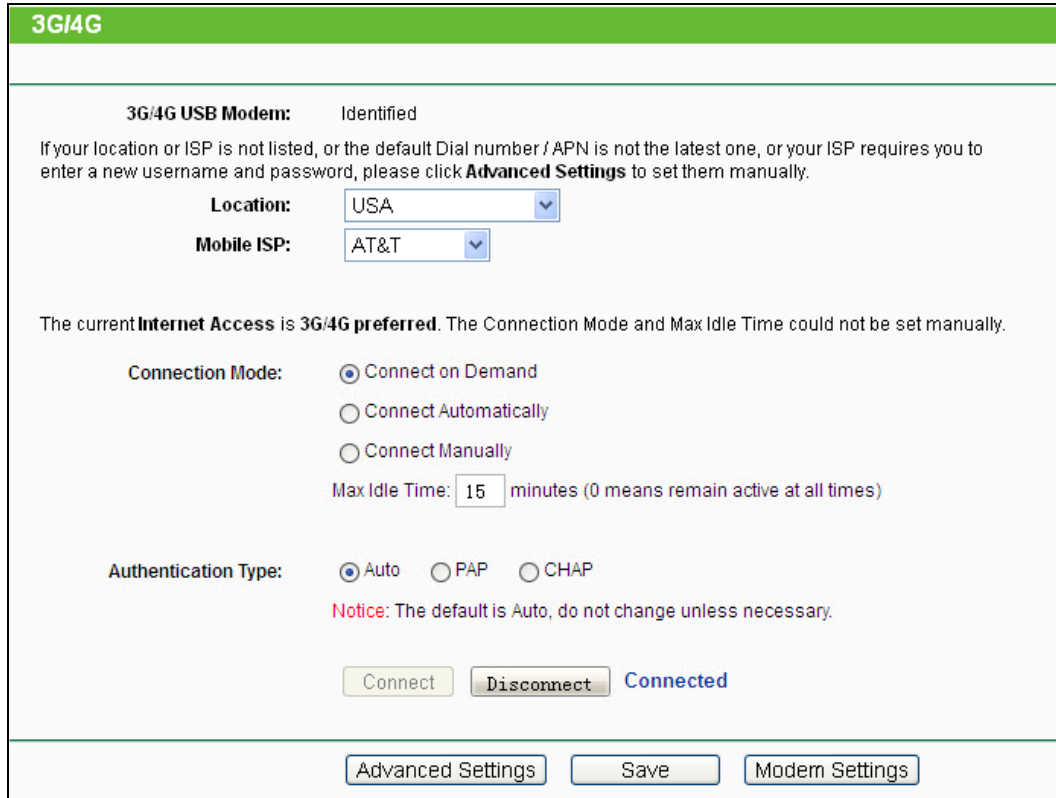 3G/4G
3G/4G USB Modem: Identified
If your location or ISP is not listed, or the default Dial number / APN is not the latest one, or your ISP requires you to
enter a new username and password, please click Advanced Settings to set them manually.
Location: USA
Mobile ISP: AT&T
The current Internet Access is 3G/4G preferred. The Connection Mode and Max Idle Time could not be set manually.
Connection Mode: Connect on Demand
Connect Automatically
Connect Manually
Max Idle Time: 15 minutes (0 means remain active at all times)
Authentication Type: Auto PAP CHAP
Notice: The default is Auto, do not change unless necessary.
Connect Disconnect Connected
Advanced Settings Save Modem Settings